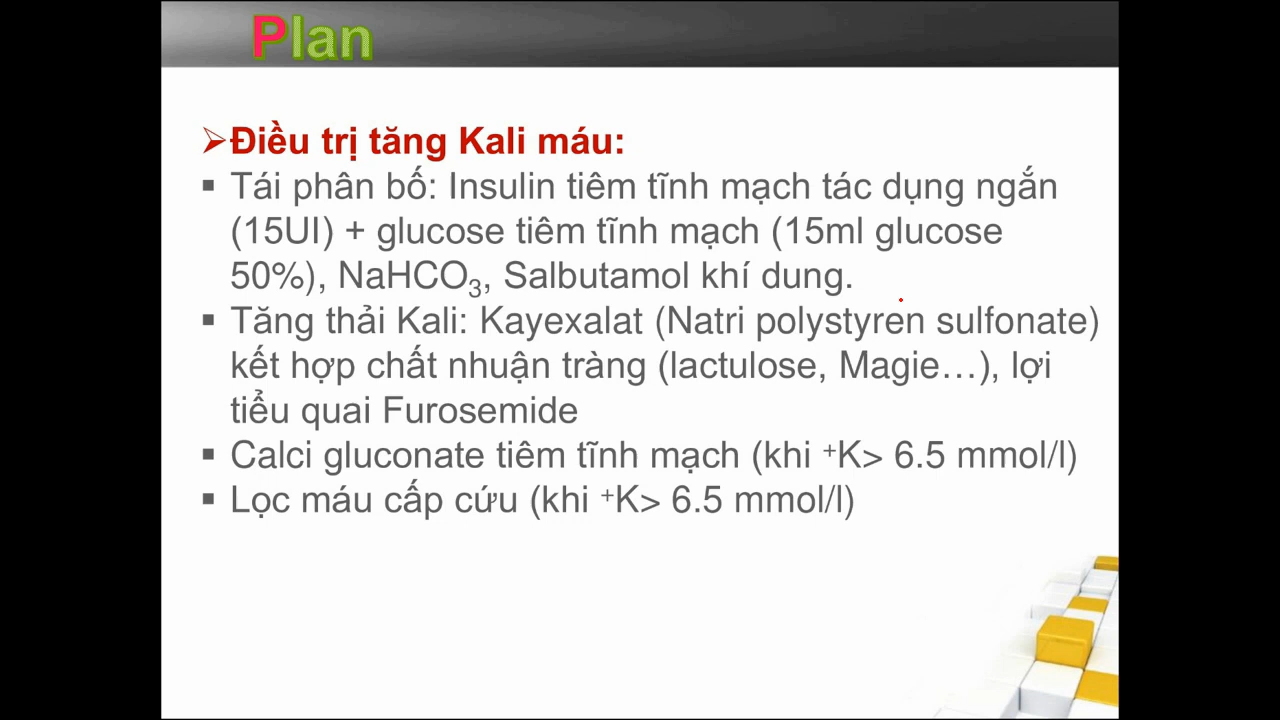 Plan
Điều trị tăng Kali máu:
Tái phân bố: Insulin tiêm tĩnh mạch tác dụng ngắn
(15UI) + glucose tiêm tĩnh mạch (15ml glucose
50%), NaHCO₃, Salbutamol khí dung.
Tăng thải Kali: Kayexalat (Natri polystyren sulfonate)
kết hợp chất nhuận tràng (lactulose, Magie…), lợi
tiểu quai Furosemide
Calci gluconate tiêm tĩnh mạch (khi ⁺K> 6.5 mmol/l)
Lọc máu cấp cứu (khi ⁺K> 6.5 mmol/l)